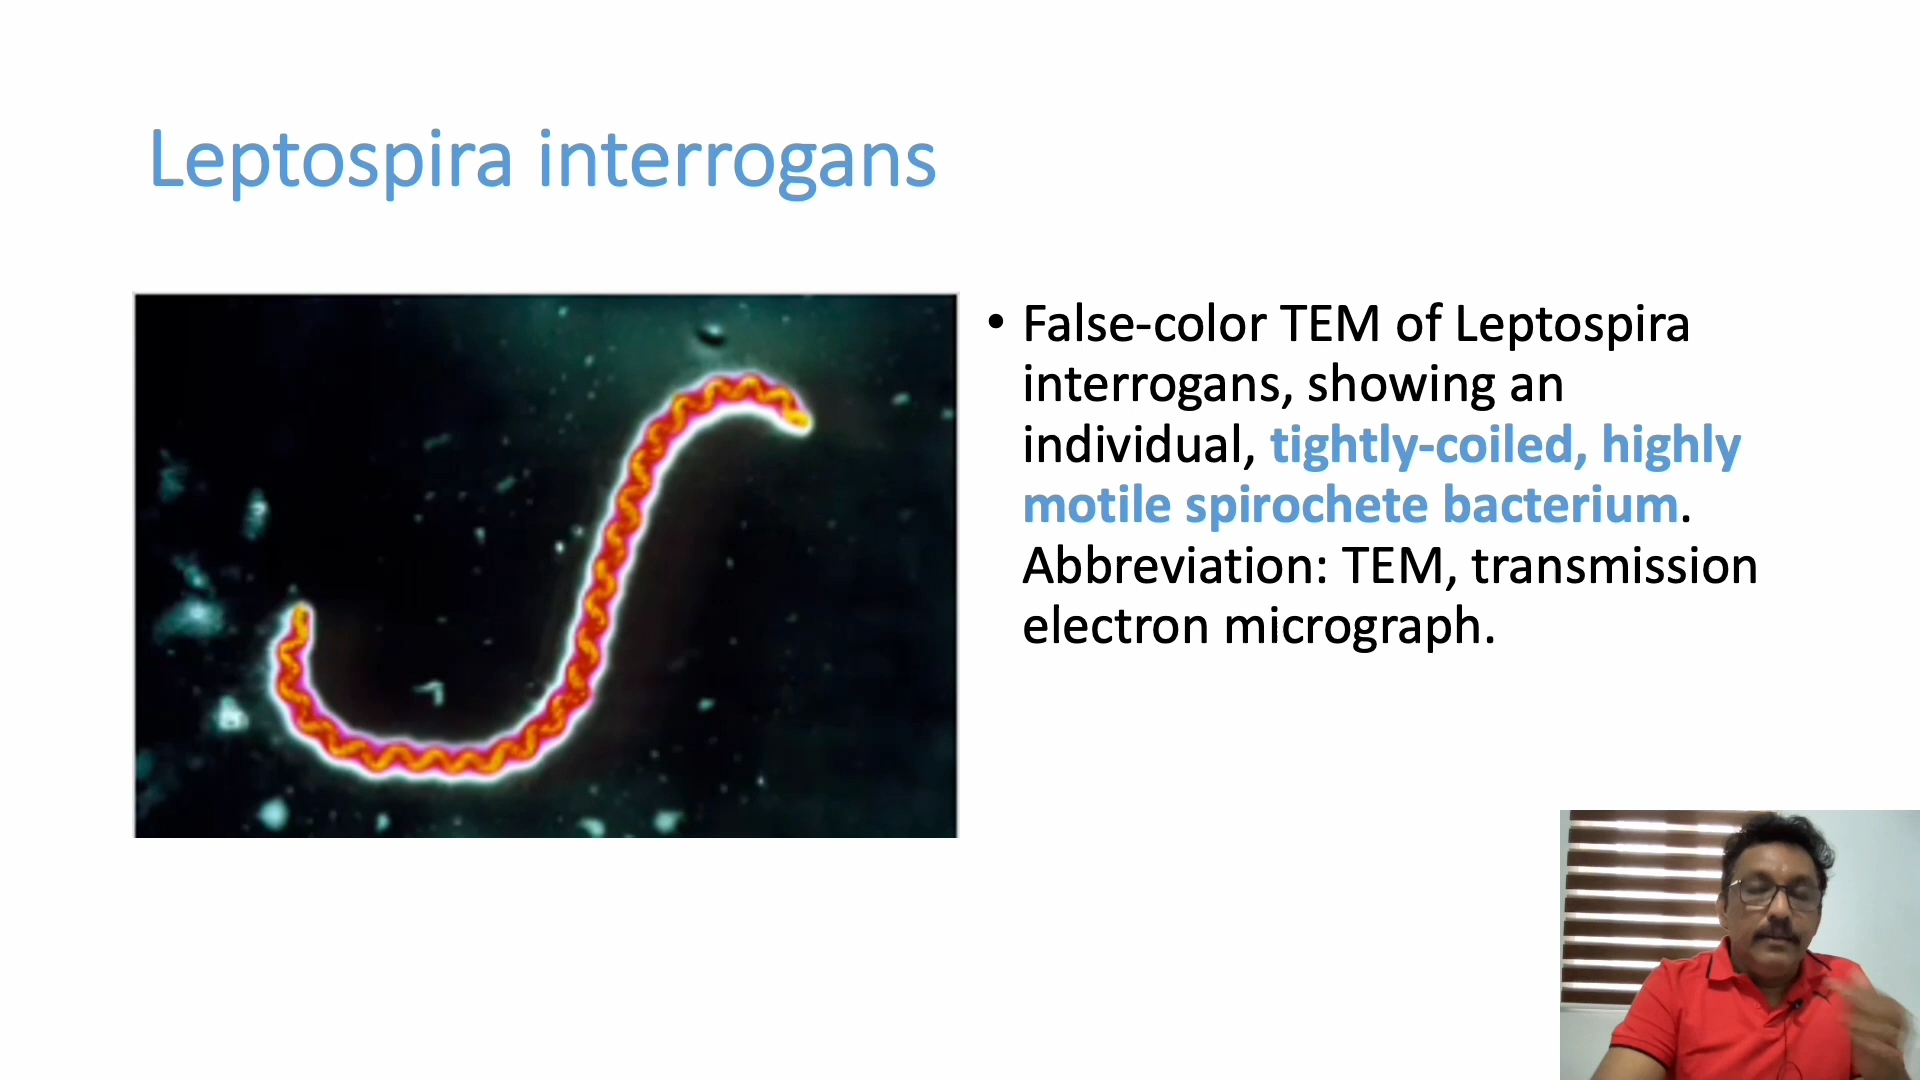 Leptospira interrogans
• False-color TEM of Leptospira
interrogans, showing an
individual, tightly-coiled, highly
motile spirochete bacterium.
Abbreviation: TEM, transmission
electron micrograph.